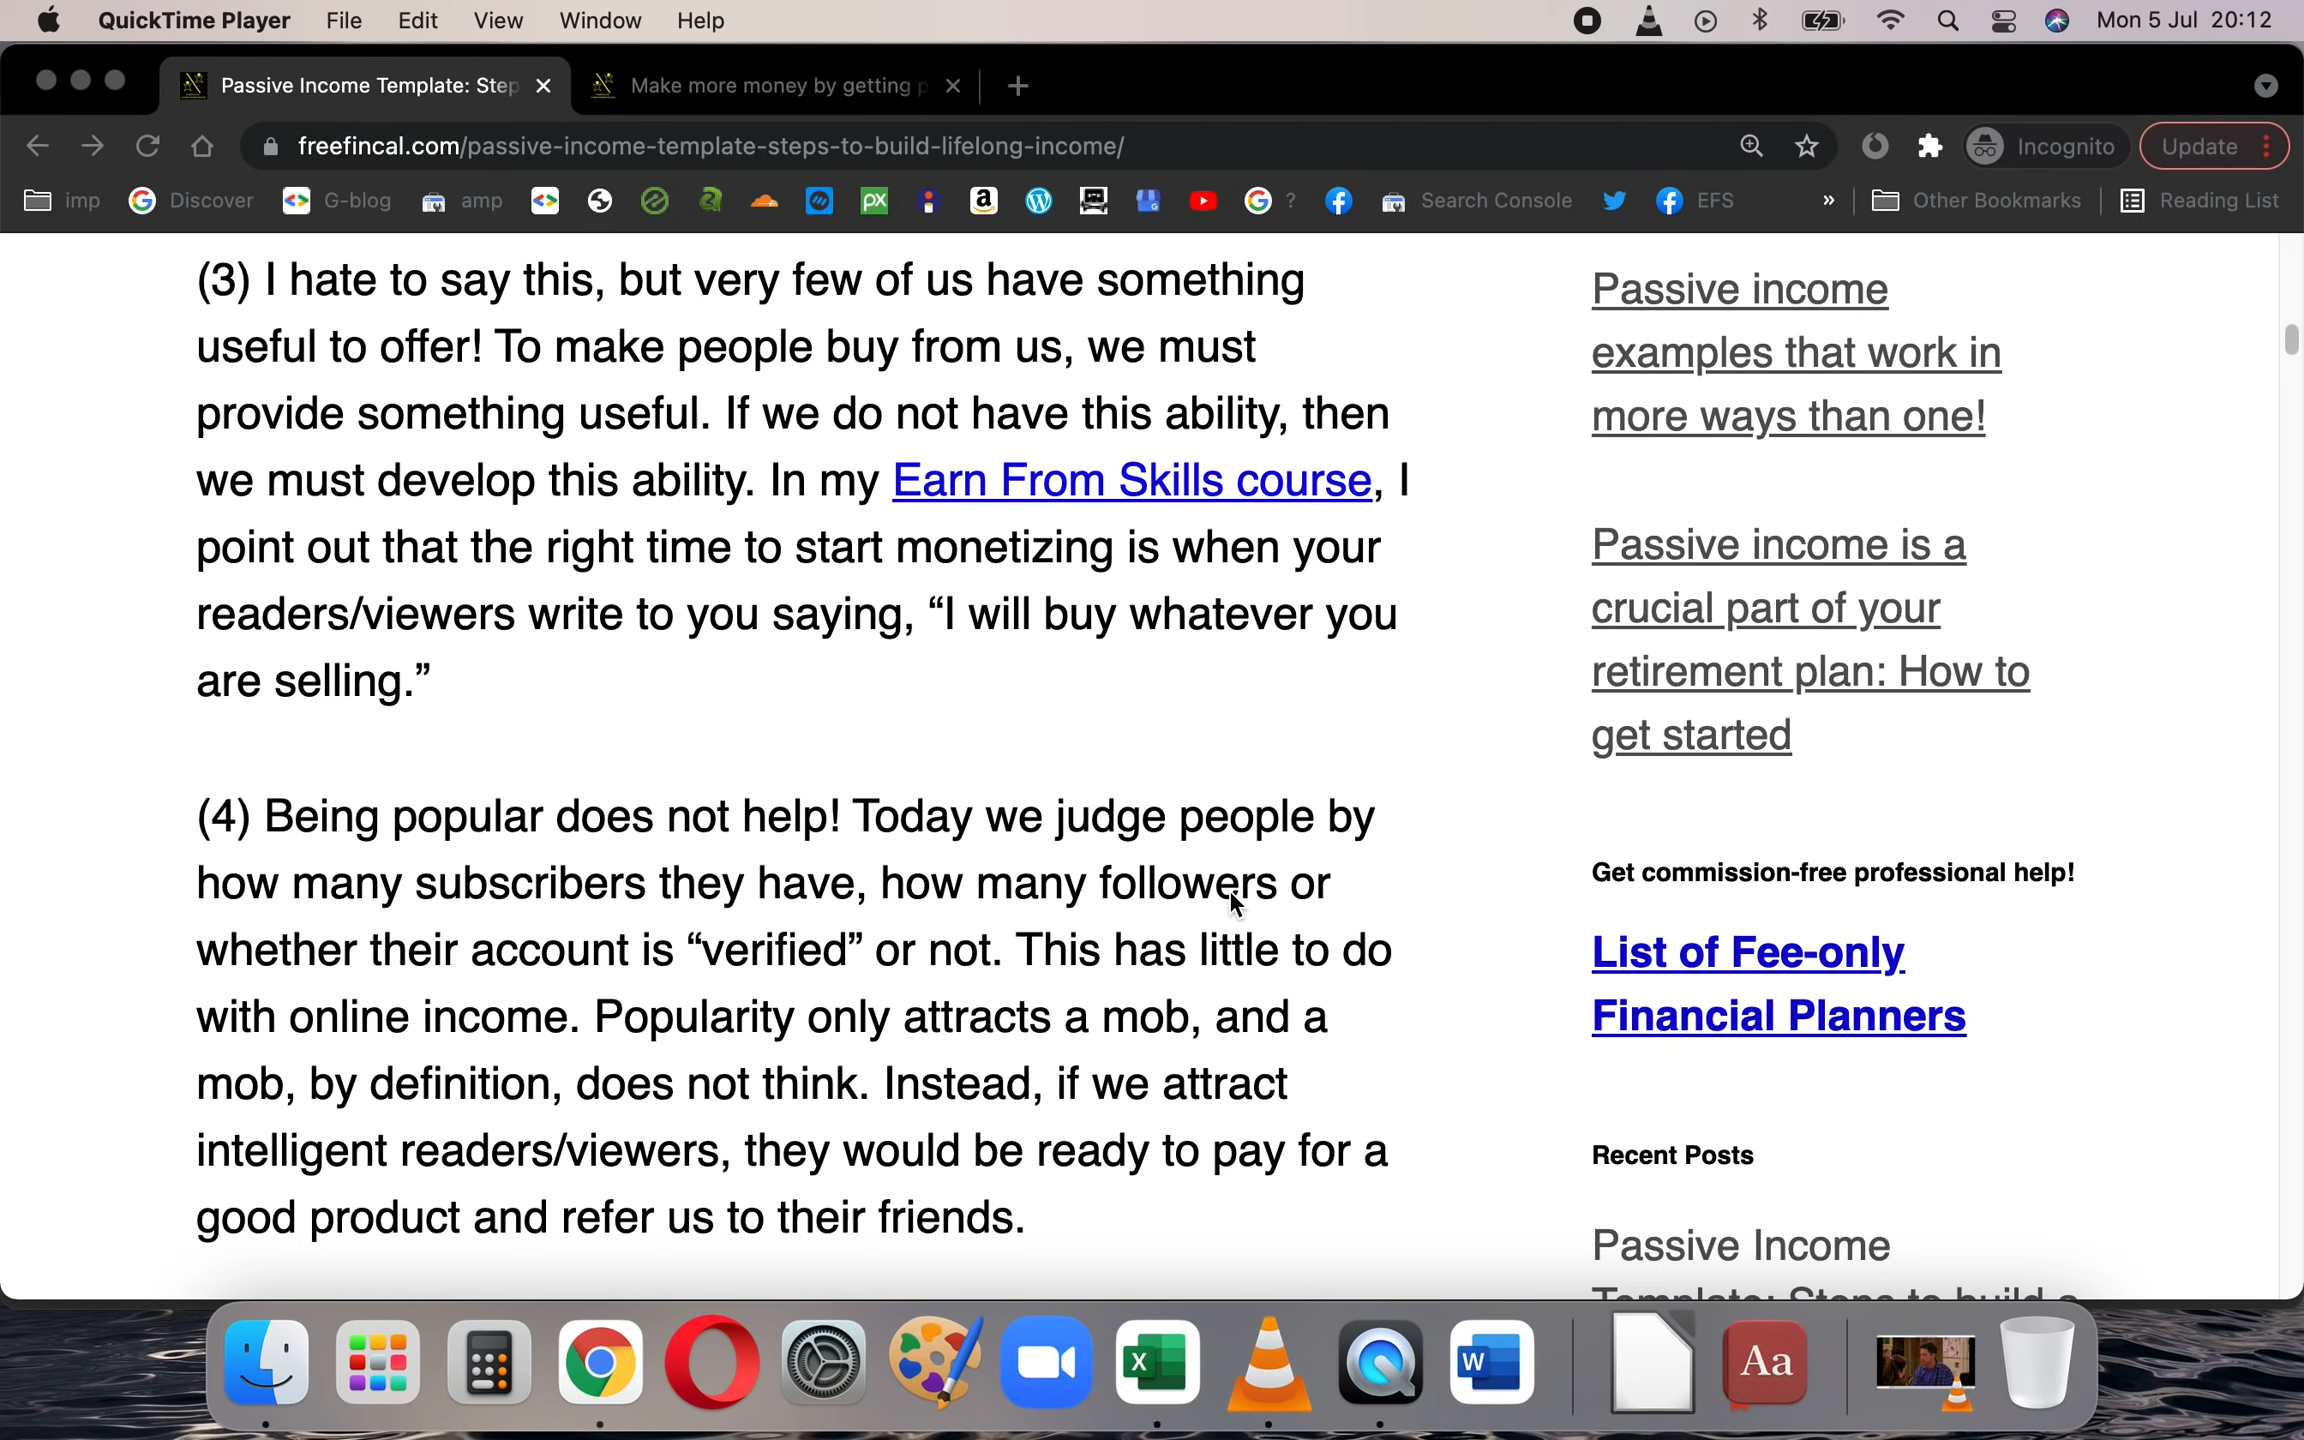 QuickTime Player File Edit View Window Help Mon 5 Jul 20:12
Passive Income Template: Step Make more money by getting p
freefincal.com/passive-income-template-steps-to-build-lifelong-income/ Incognito Update
imp Discover G-blog amp PX a G ? Search Console EFS » Other Bookmarks Reading List
(3) I hate to say this, but very few of us have something
useful to offer! To make people buy from us, we must
provide something useful. If we do not have this ability, then
we must develop this ability. In my Earn From Skills course, I
point out that the right time to start monetizing is when your
readers/viewers write to you saying, “I will buy whatever you
are selling.”
(4) Being popular does not help! Today we judge people by
how many subscribers they have, how many followers or
whether their account is “verified” or not. This has little to do
with online income. Popularity only attracts a mob, and a
mob, by definition, does not think. Instead, if we attract
intelligent readers/viewers, they would be ready to pay for a
good product and refer us to their friends.
Passive income
examples that work in
more ways than one!
Passive income is a
crucial part of your
retirement plan: How to
get started
Get commission-free professional help!
List of Fee-only
Financial Planners
Recent Posts
Passive Income
Template: Steps to build a
X W Aa